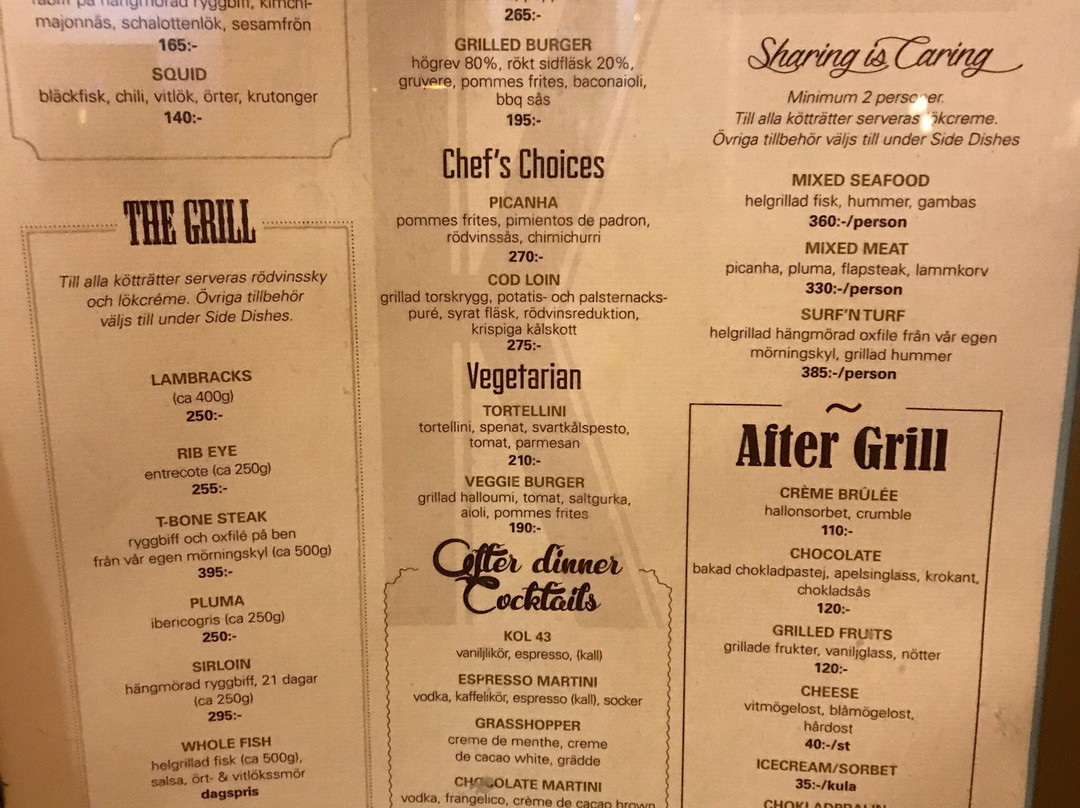 på hängmörad ryggbiff, kimchi-
majonnäs, schalottenlök, sesamfrön
165:-
SQUID
bläckfisk, chili, vitlök, örter, krutonger
140:-
THE GRILL
Till alla kötträtter serveras rödvinssky
och lökcréme. Övriga tillbehör
väljs till under Side Dishes.
LAMBRACKS
(ca 400g)
250:-
RIB EYE
entrecote (ca 250g)
255:-
T-BONE STEAK
ryggbiff och oxfilé på ben
från vår egen mörningskyl (ca 500g)
395:-
PLUMA
ibericogris (ca 250g)
250:-
SIRLOIN
hängmörad ryggbiff, 21 dagar
(ca 250g)
295:-
WHOLE FISH
helgrillad fisk (ca 500g),
salsa, ört- & vitlökssmör
dagspris
265:-
GRILLED BURGER
högrev 80%, rökt sidfläsk 20%,
gruyere, pommes frites, baconaioli,
bbq sås
195:-
Chef's Choices
PICANHA
pommes frites, pimientos de padron,
rödvinssås, chimichurri
270:-
COD LOIN
grillad torskrygg, potatis- och palsternacks-
puré, syrat fläsk, rödvinsreduktion,
krispiga kålskott
275:-
Vegetarian
TORTELLINI
tortellini, spenat, svartkålspesto,
tomat, parmesan
210:-
VEGGIE BURGER
grillad halloumi, tomat, saltgurka,
aioli, pommes frites
190:-
After dinner
Cocktails
KOL 43
vaniljlikör, espresso, (kall)
ESPRESSO MARTINI
vodka, kaffelikör, espresso (kall), socker
GRASSHOPPER
creme de menthe, creme
de cacao white, grädde
CHOCOLATE MARTINI
vodka, frangelico, crème de cacao brown
Sharing is Caring
Minimum 2 personer.
Till alla kötträtter serveras lökcreme.
Övriga tillbehör väljs till under Side Dishes
MIXED SEAFOOD
helgrillad fisk, hummer, gambas
360:-/person
MIXED MEAT
picanha, pluma, flapsteak, lammkorv
330:-/person
SURF'N TURF
helgrillad hängmörad oxfile från vår egen
mörningskyl, grillad hummer
385:-/person
After Grill
CRÈME BRÛLÉE
hallonsorbet, crumble
110:-
CHOCOLATE
bakad chokladpastej, apelsinglass, krokant,
chokladsås
120:-
GRILLED FRUITS
grillade frukter, vaniljglass, nötter
120:-
CHEESE
vitmögelost, blåmögelost,
hårdost
40:-/st
ICECREAM/SORBET
35:-/kula
CHOKLADPRALIN